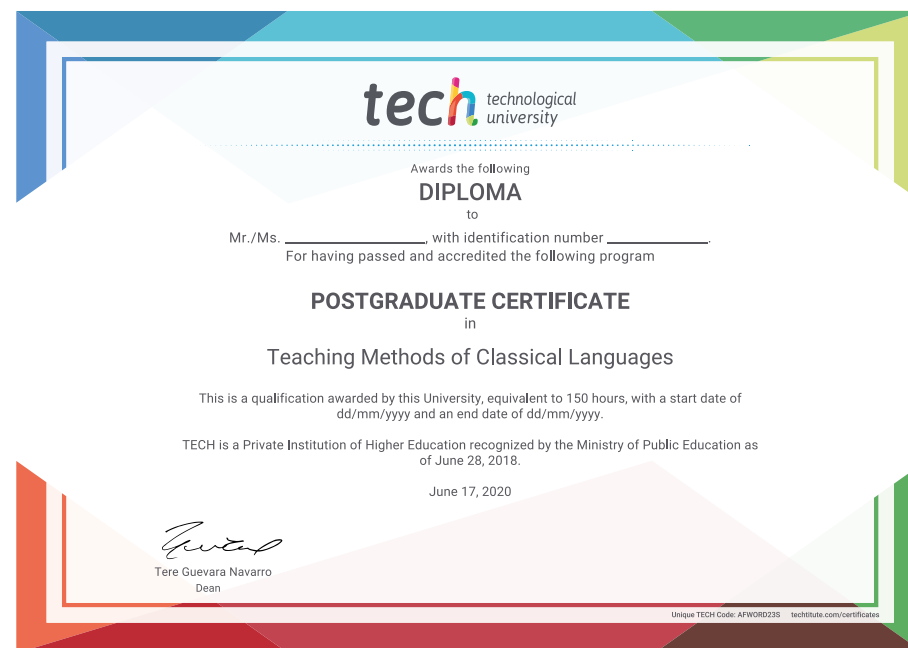 tech technological
university
Awards the following
DIPLOMA
to
Mr./Ms. ____________________, with identification number ______________.
For having passed and accredited the following program
POSTGRADUATE CERTIFICATE
in
Teaching Methods of Classical Languages
This is a qualification awarded by this University, equivalent to 150 hours, with a start date of
dd/mm/yyyy and an end date of dd/mm/yyyy.
TECH is a Private Institution of Higher Education recognized by the Ministry of Public Education as
of June 28, 2018.
June 17, 2020
Tere Guevara Navarro
Dean
Unique TECH Code: AFWORD23S techtitute.com/certificates